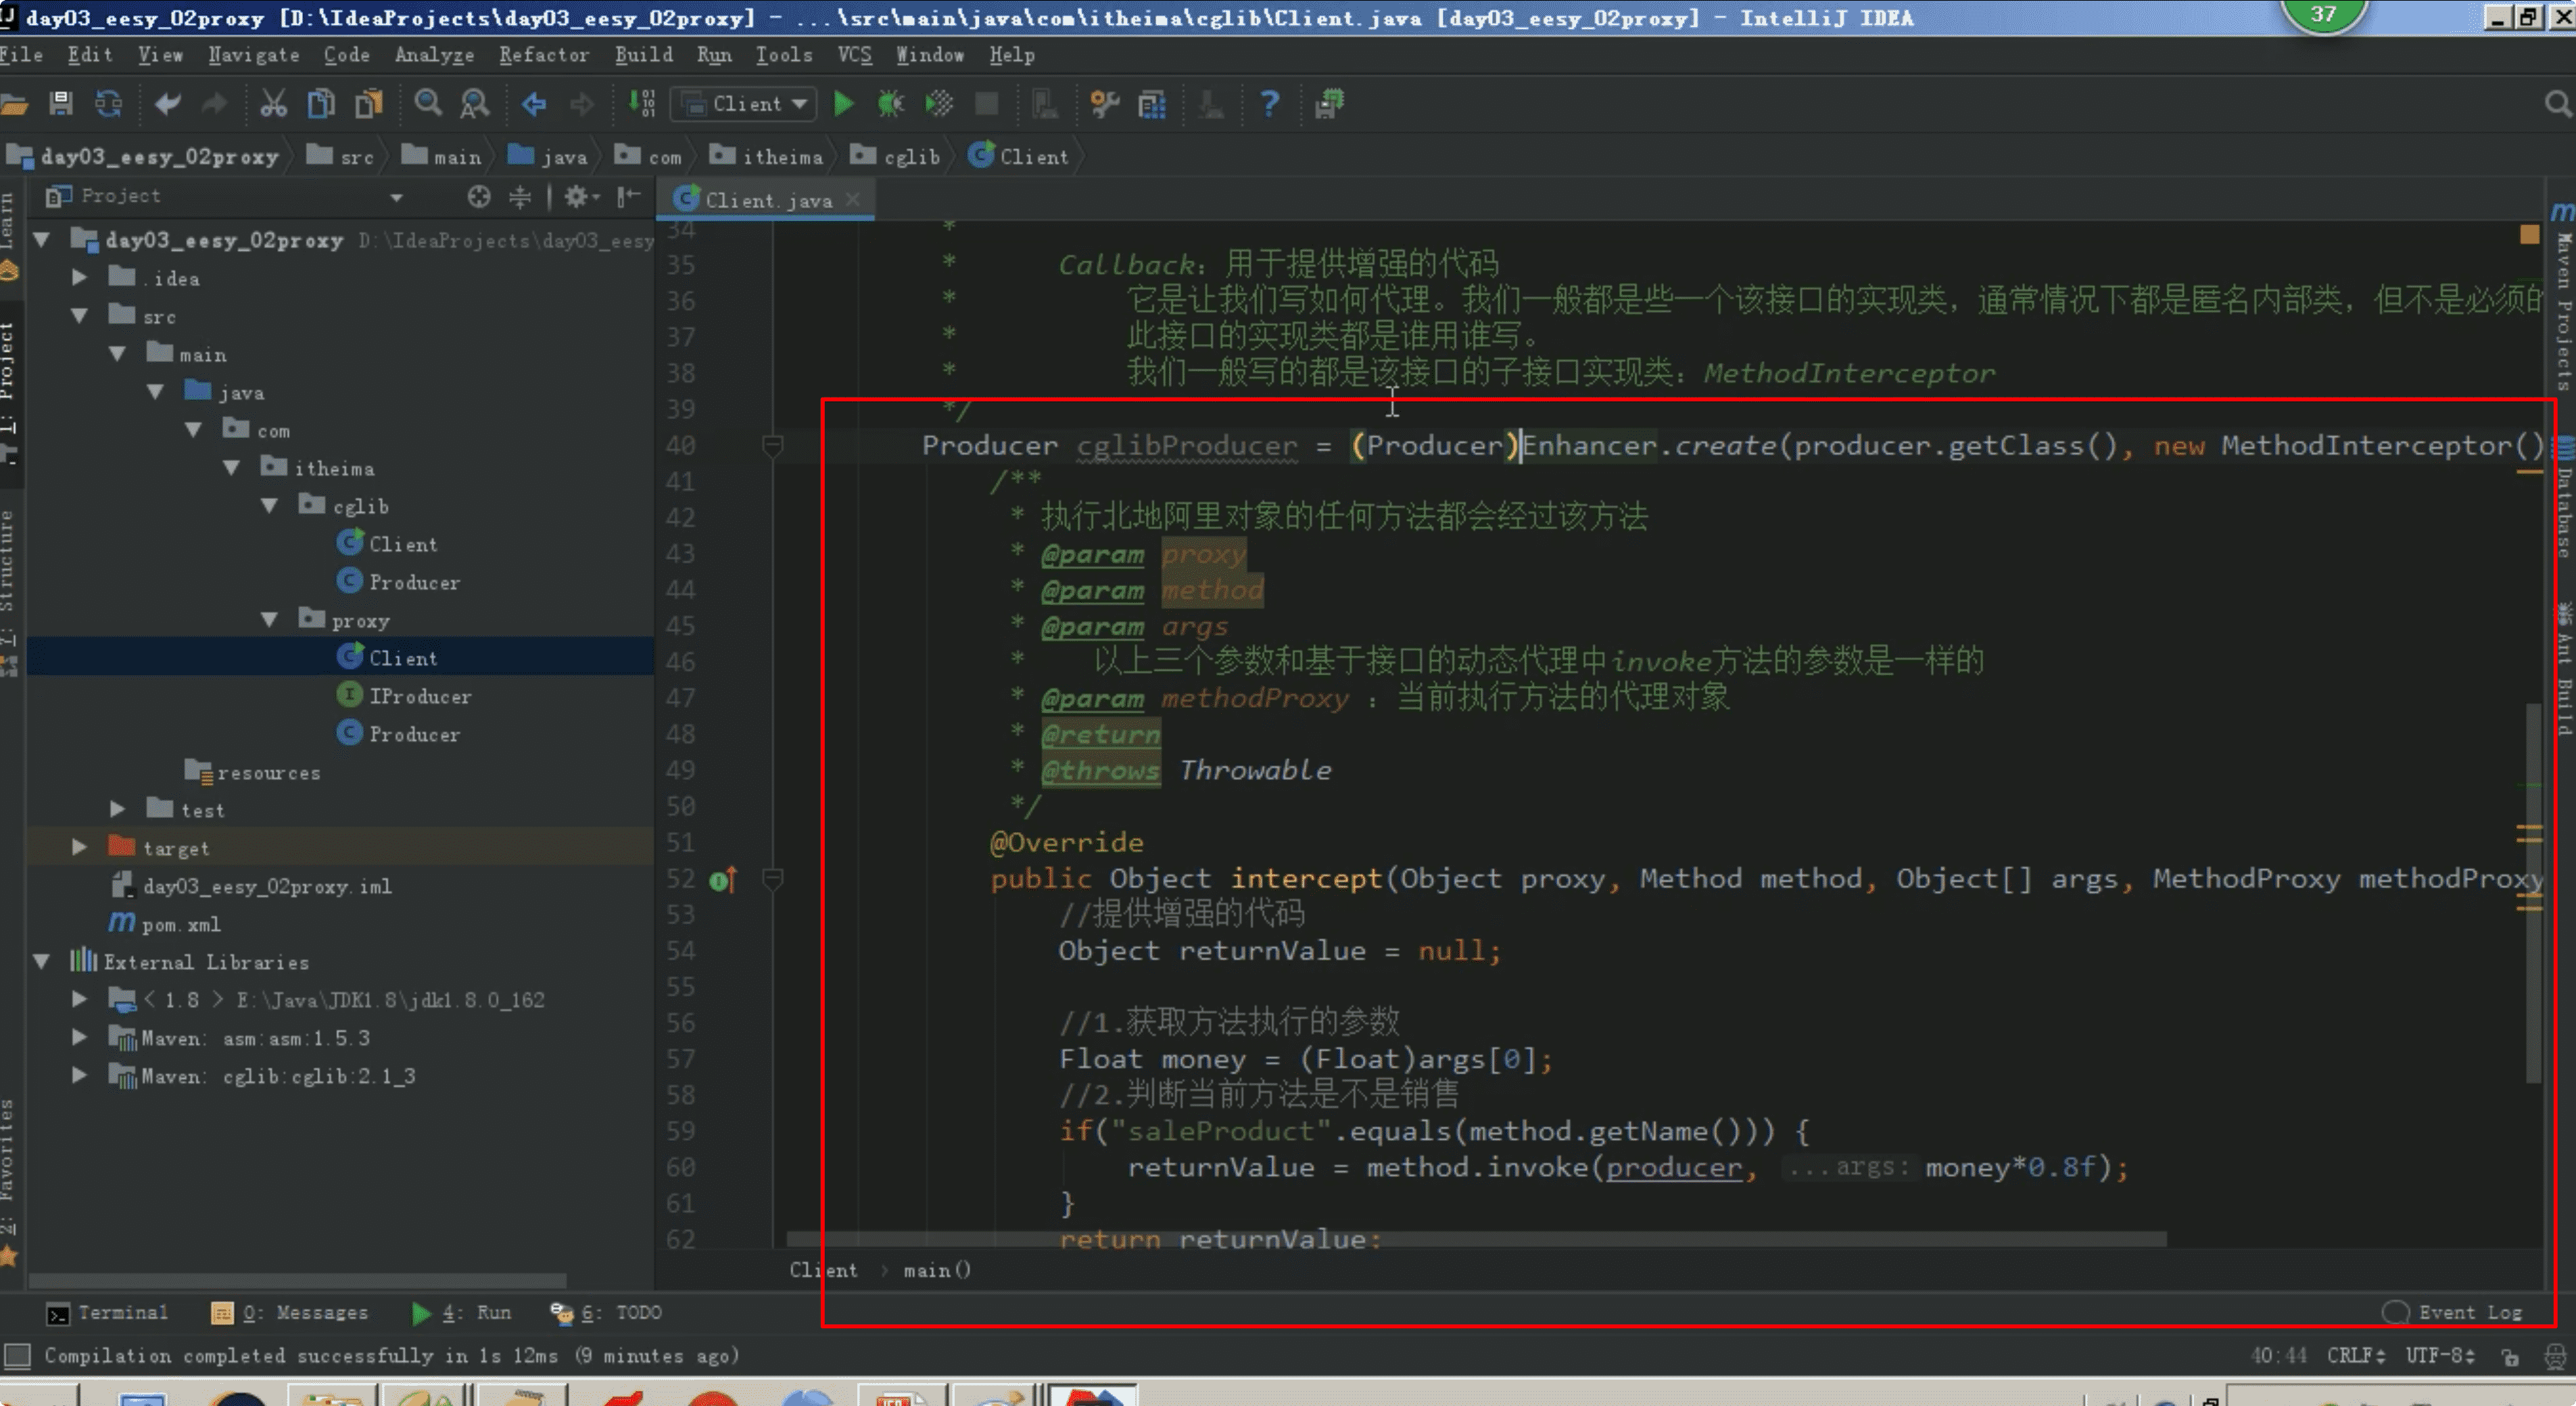 day03_eesy_02proxy [D:\IdeaProjects\day03_eesy_02proxy] - ...\src\main\java\com\itheima\cglib\Client.java [day03_eesy_02proxy] - IntelliJ IDEA
37
File Edit View Navigate Code Analyze Refactor Build Run Tools VCS Window Help
Client
day03_eesy_02proxy src main java com itheima cglib Client
Project
Client.java
Learn
1: Project
7: Structure
2: Favorites
day03_eesy_02proxy D:\IdeaProjects\day03_eesy
.idea
src
main
java
com
itheima
cglib
Client
Producer
proxy
Client
IProducer
Producer
resources
test
target
day03_eesy_02proxy.iml
pom.xml
External Libraries
< 1.8 > E:\Java\JDK1.8\jdk1.8.0_162
Maven: asm:asm:1.5.3
Maven: cglib:cglib:2.1_3
34 *
35 * Callback：用于提供增强的代码
36 * 它是让我们写如何代理。我们一般都是些一个该接口的实现类，通常情况下都是匿名内部类，但不是必须的
37 * 此接口的实现类都是谁用谁写。
38 * 我们一般写的都是该接口的子接口实现类：MethodInterceptor
39 */
40 Producer cglibProducer = (Producer)Enhancer.create(producer.getClass(), new MethodInterceptor()
41 /**
42 * 执行北地阿里对象的任何方法都会经过该方法
43 * @param proxy
44 * @param method
45 * @param args
46 * 以上三个参数和基于接口的动态代理中invoke方法的参数是一样的
47 * @param methodProxy ：当前执行方法的代理对象
48 * @return
49 * @throws Throwable
50 */
51 @Override
52 public Object intercept(Object proxy, Method method, Object[] args, MethodProxy methodProxy
53 //提供增强的代码
54 Object returnValue = null;
55
56 //1.获取方法执行的参数
57 Float money = (Float)args[0];
58 //2.判断当前方法是不是销售
59 if("saleProduct".equals(method.getName())) {
60 returnValue = method.invoke(producer, ...args: money*0.8f);
61 }
62 return returnValue;
Client main()
Maven Projects
Database
Ant Build
Terminal 0: Messages 4: Run 6: TODO Event Log
Compilation completed successfully in 1s 12ms (9 minutes ago) 40:44 CRLF UTF-8